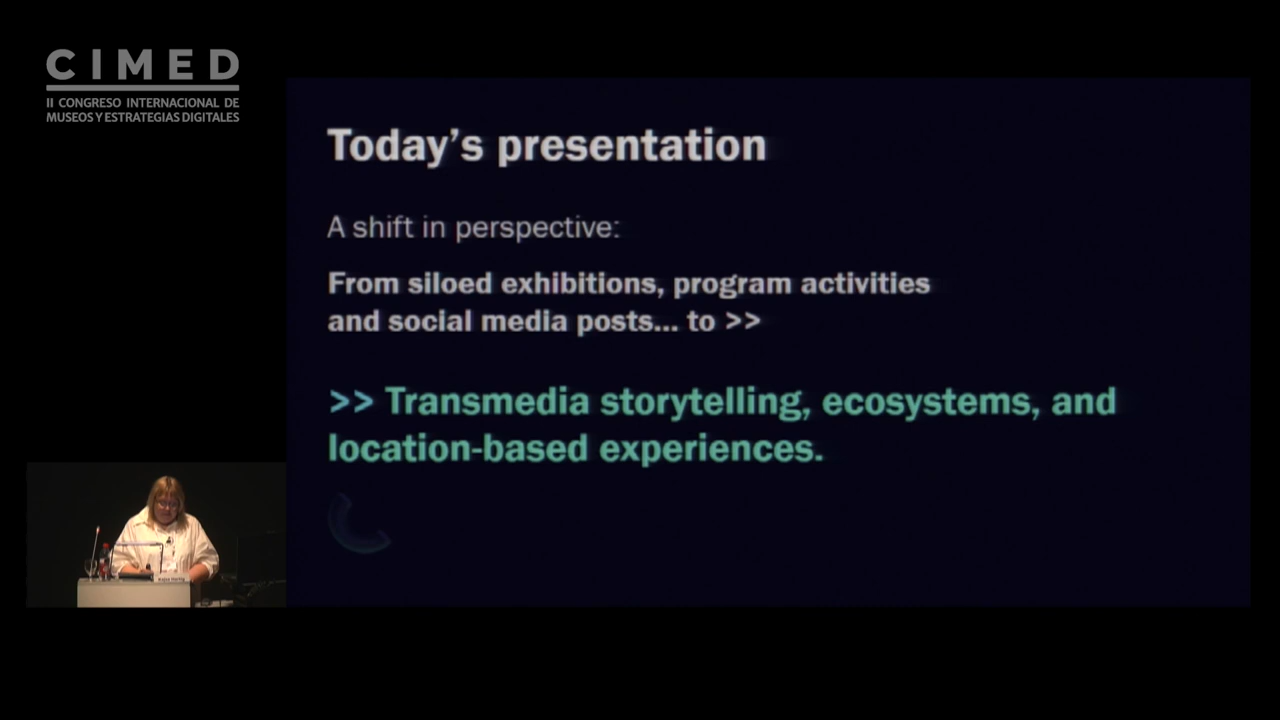 CIMED
II CONGRESO INTERNACIONAL DE
MUSEOS Y ESTRATEGIAS DIGITALES
Today's presentation
A shift in perspective:
From siloed exhibitions, program activities
and social media posts... to >>
>> Transmedia storytelling, ecosystems, and
location-based experiences.